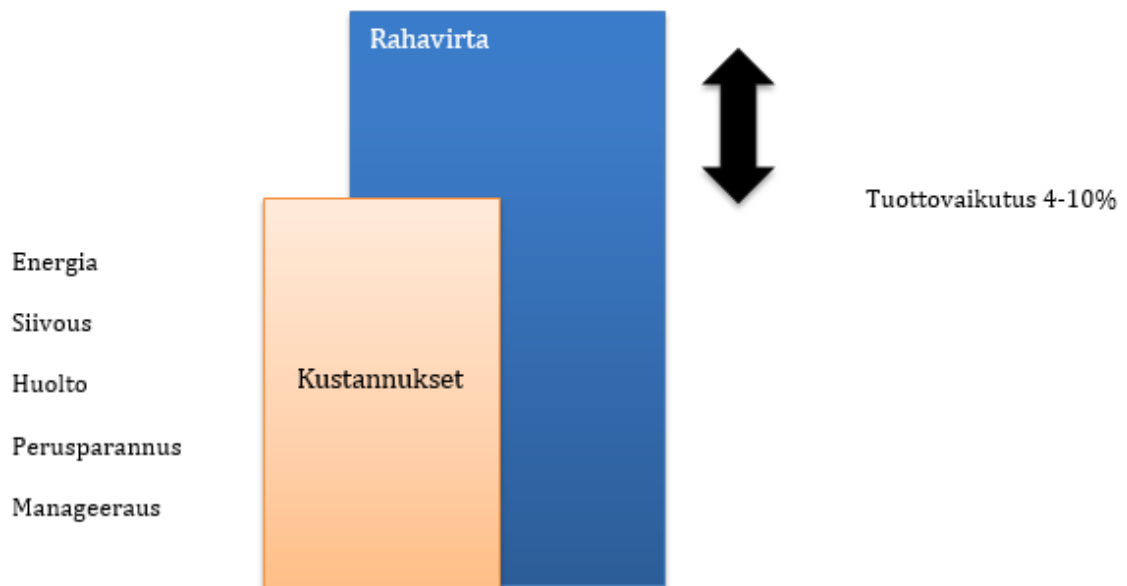 Rahavirta
Tuottovaikutus 4-10%
Energia
Siivous
Huolto
Kustannukset
Perusparannus
Manageeraus